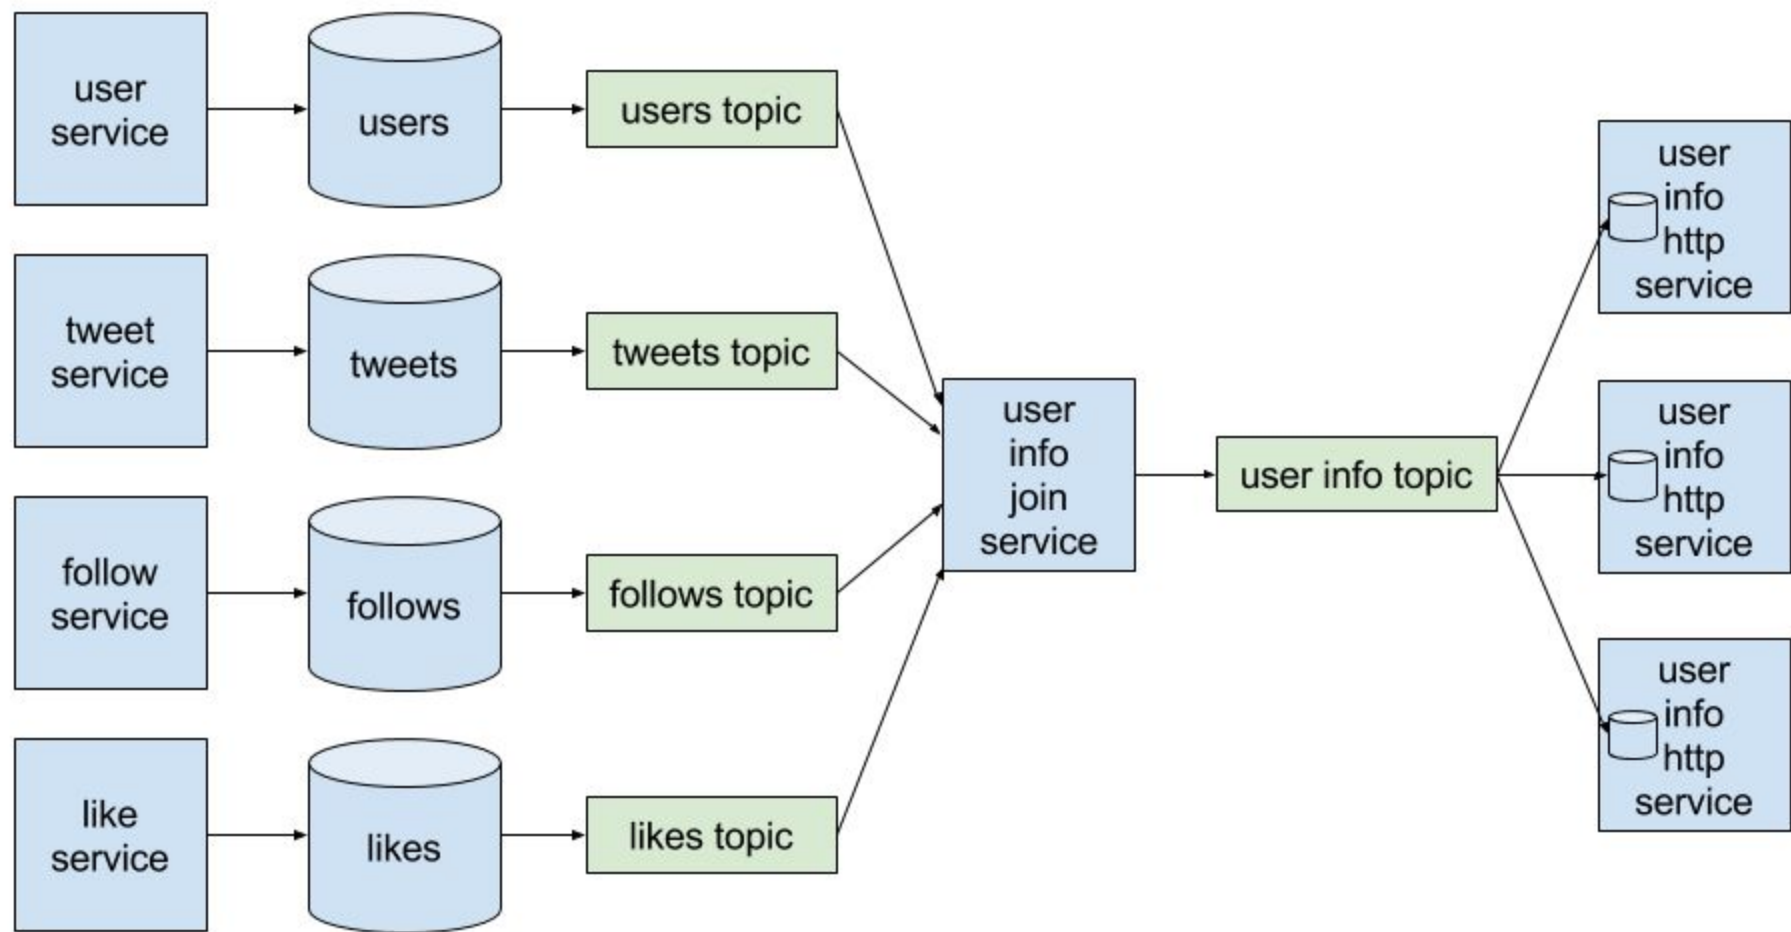 user
service
users
users topic
tweet
service
tweets
tweets topic
follow
service
follows
follows topic
like
service
likes
likes topic
user
info
join
service
user info topic
user
info
http
service
user
info
http
service
user
info
http
service